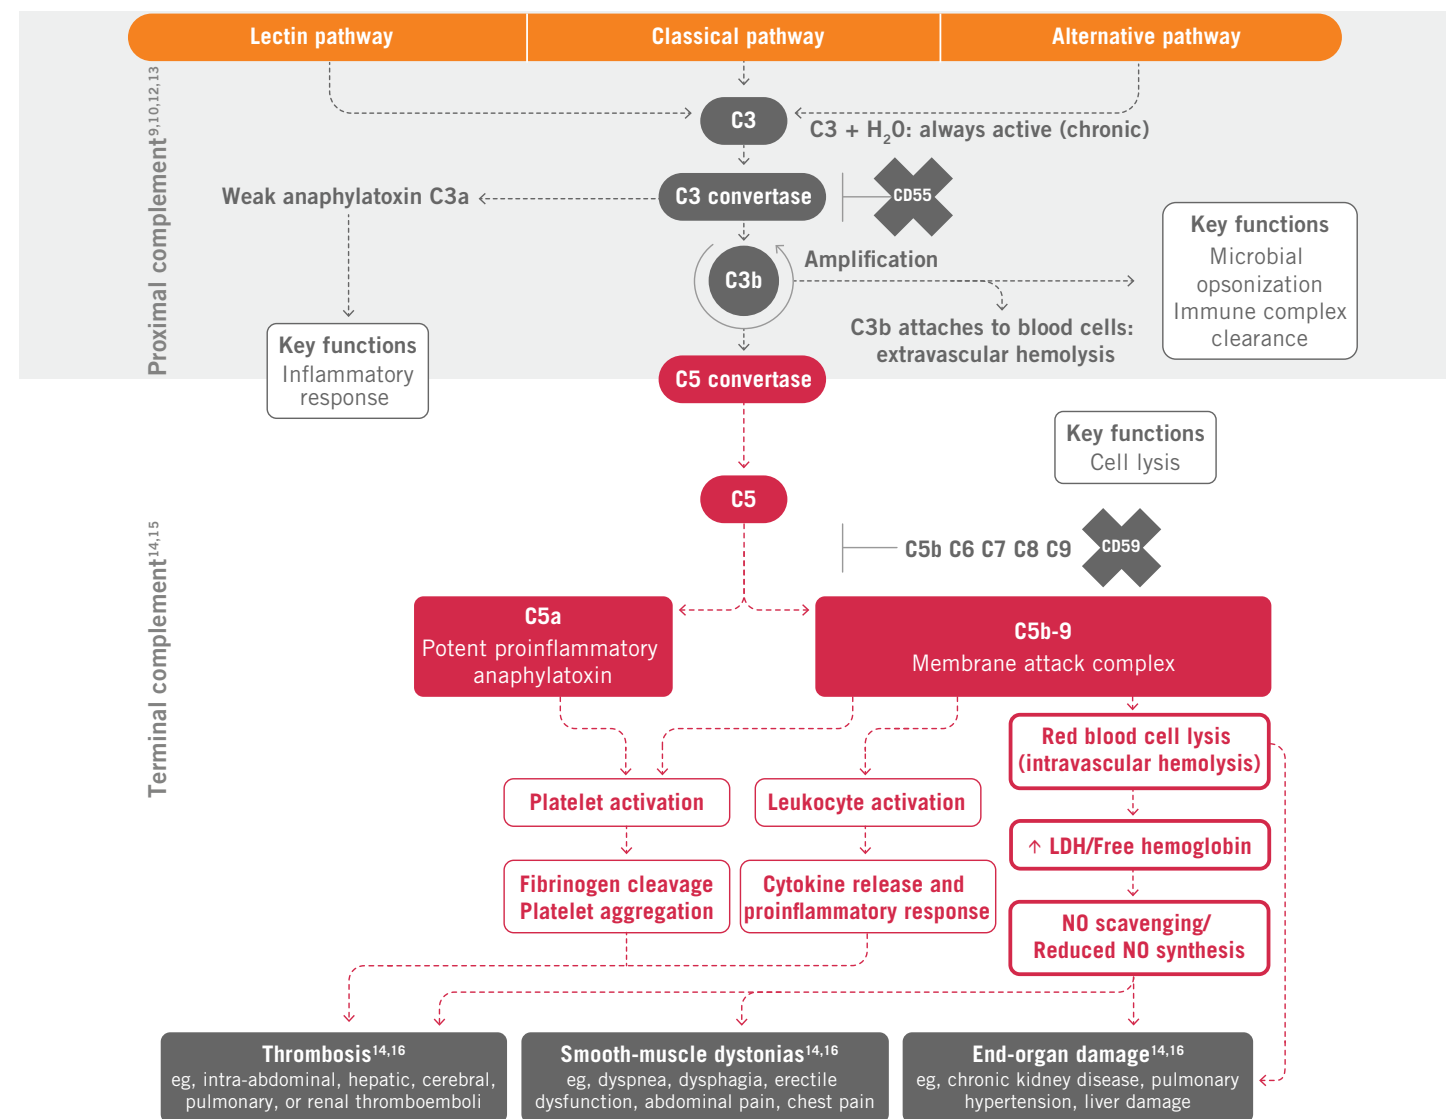 Lectin pathway
Classical pathway
Alternative pathway
Proximal complement9,10,12,13
C3
C3 + H2O: always active (chronic)
Weak anaphylatoxin C3a
C3 convertase
CD55
Amplification
C3b
C3b attaches to blood cells:
extravascular hemolysis
Key functions
Microbial
opsonization
Immune complex
clearance
Key functions
Inflammatory
response
C5 convertase
Key functions
Cell lysis
Terminal complement14,15
C5
C5b C6 C7 C8 C9
CD59
C5a
Potent proinflammatory
anaphylatoxin
C5b-9
Membrane attack complex
Red blood cell lysis
(intravascular hemolysis)
Platelet activation
Leukocyte activation
↑ LDH/Free hemoglobin
Fibrinogen cleavage
Platelet aggregation
Cytokine release and
proinflammatory response
NO scavenging/
Reduced NO synthesis
Thrombosis14,16
eg, intra-abdominal, hepatic, cerebral,
pulmonary, or renal thromboemboli
Smooth-muscle dystonias14,16
eg, dyspnea, dysphagia, erectile
dysfunction, abdominal pain, chest pain
End-organ damage14,16
eg, chronic kidney disease, pulmonary
hypertension, liver damage